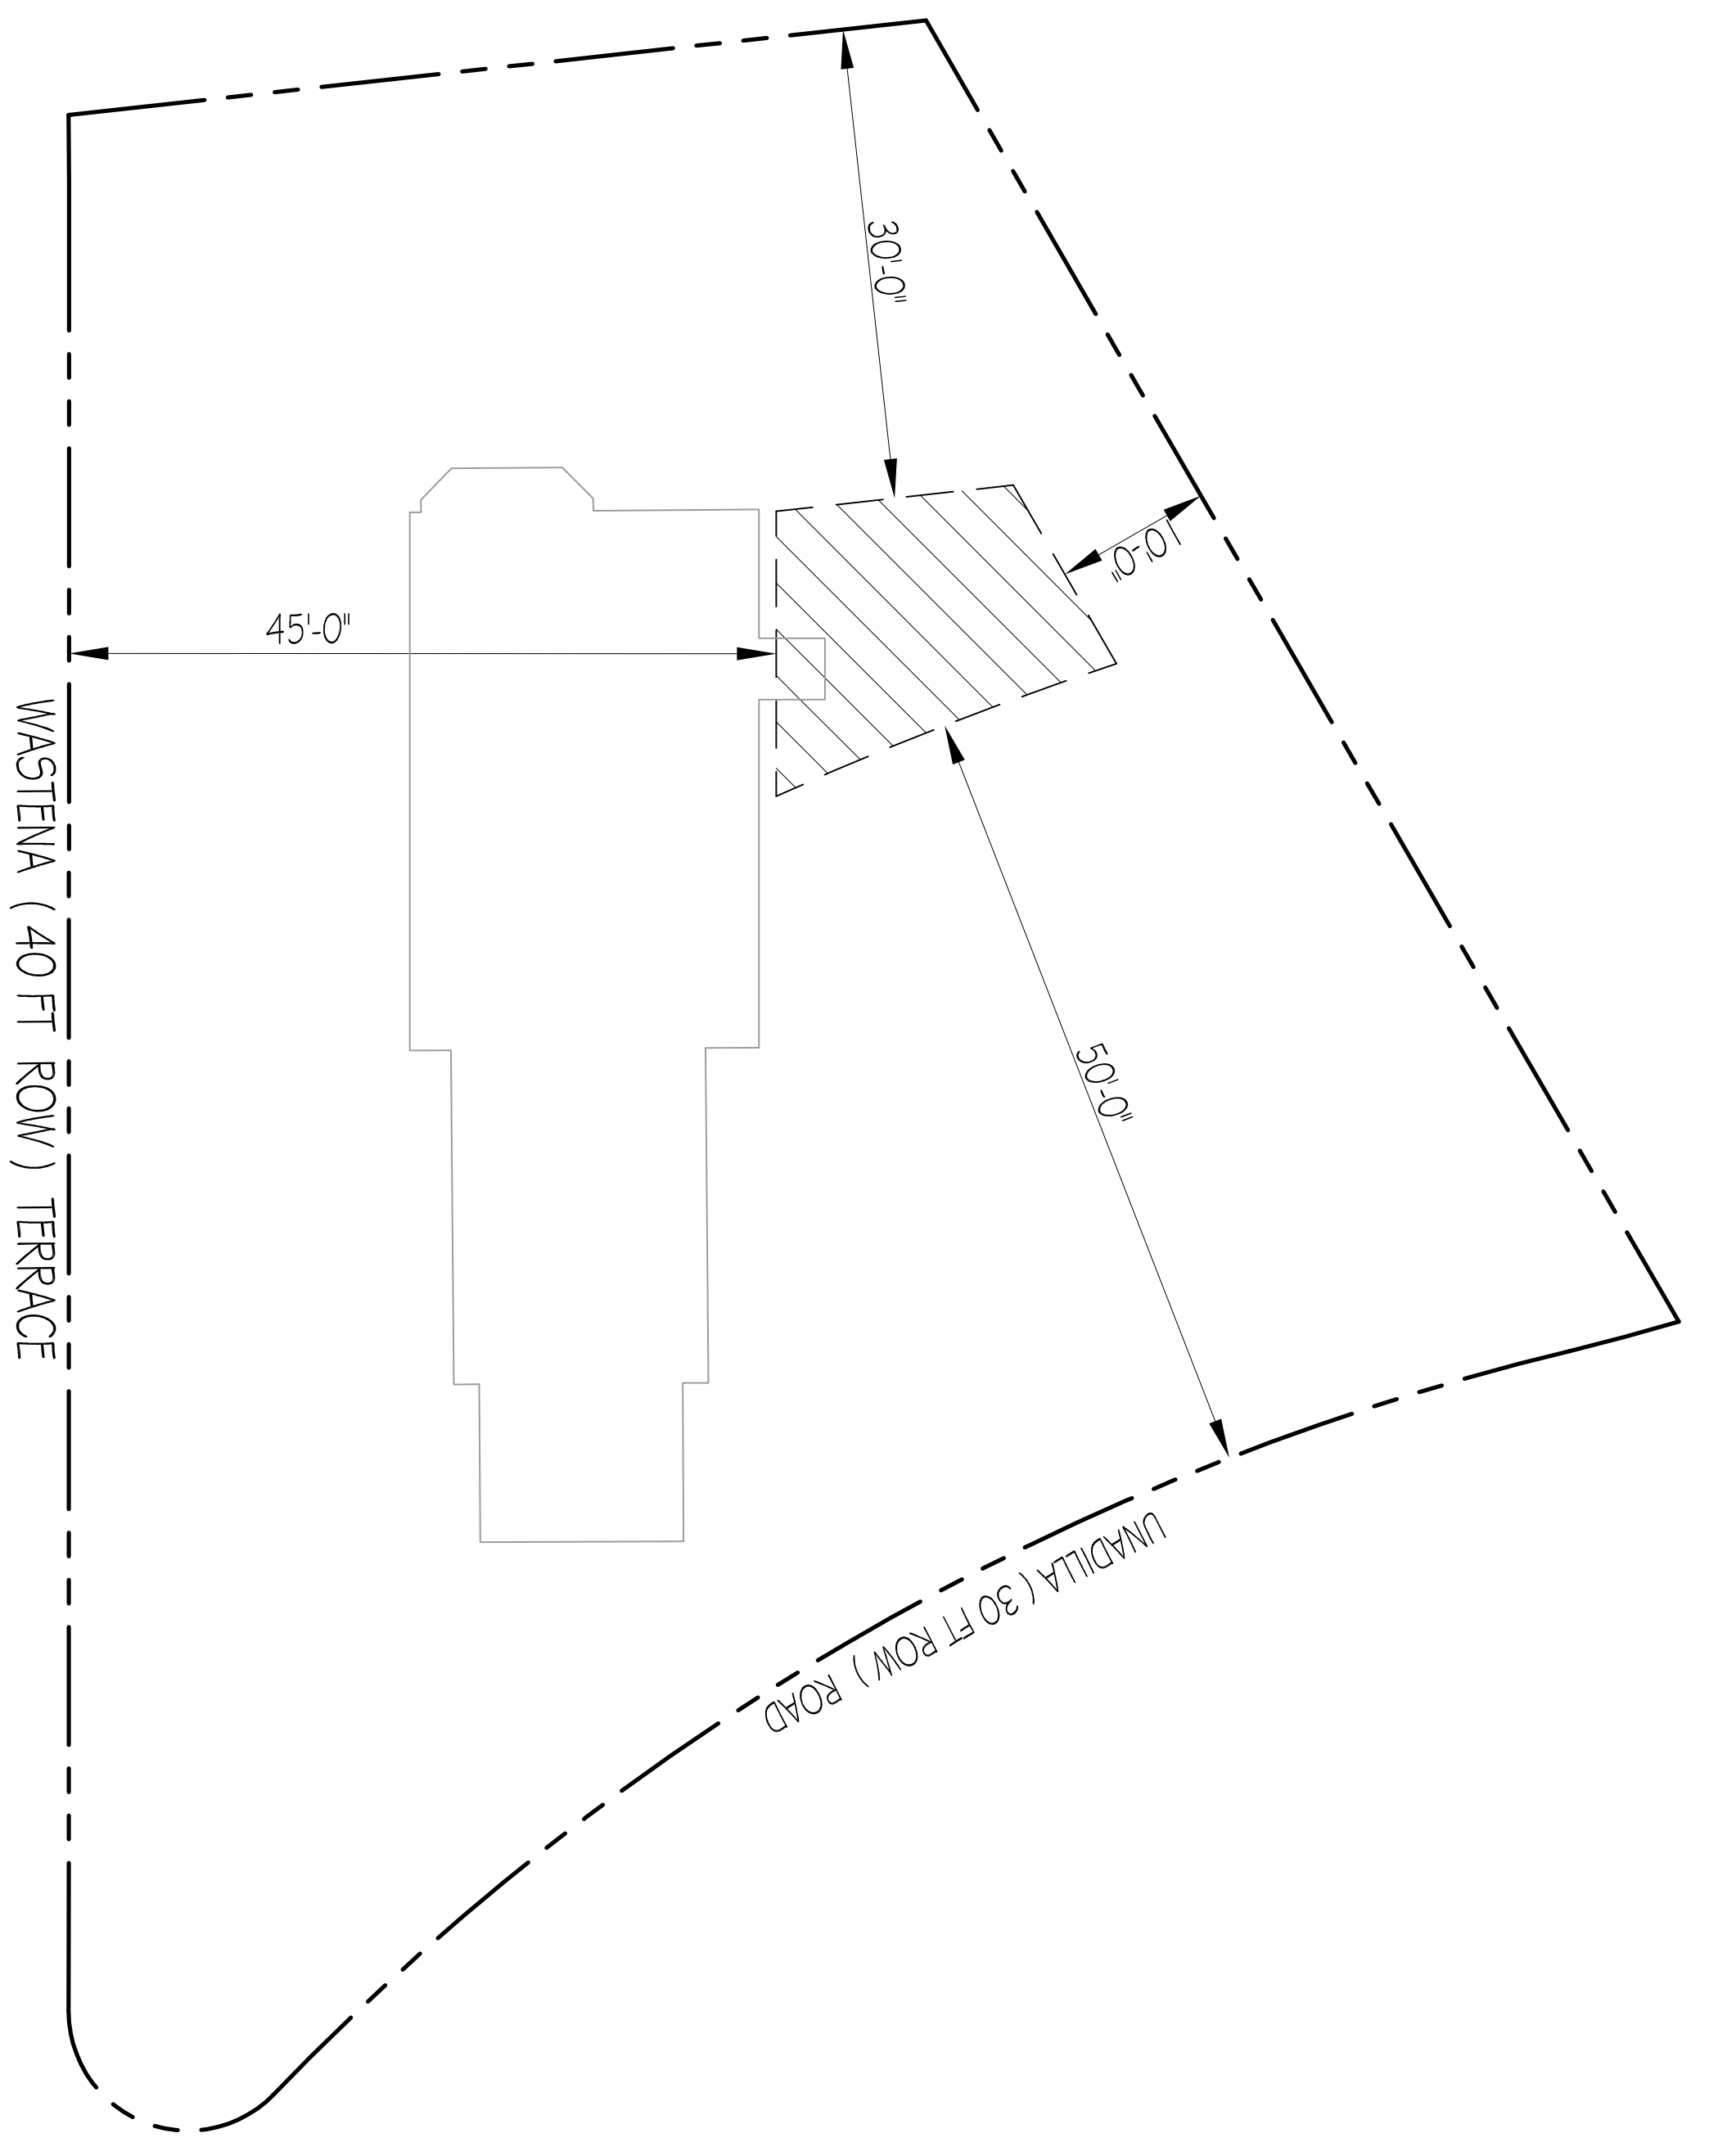 30'-0"
10'-0"
45'-0"
WASTENA ( 40 FT ROW ) TERRACE
50'-0"
UNADILLA ( 30 FT ROW ) ROAD